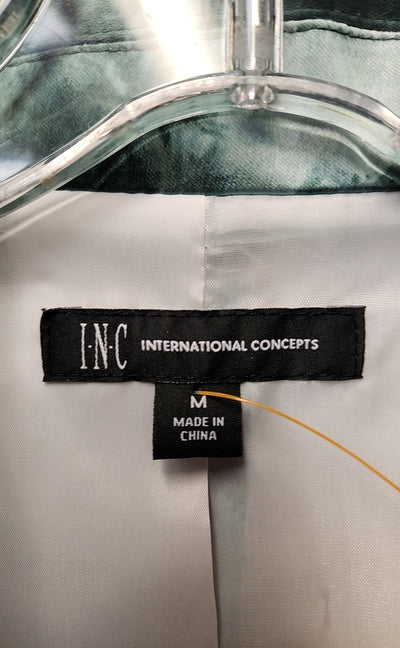 I·N·C INTERNATIONAL CONCEPTS
M
MADE IN
CHINA